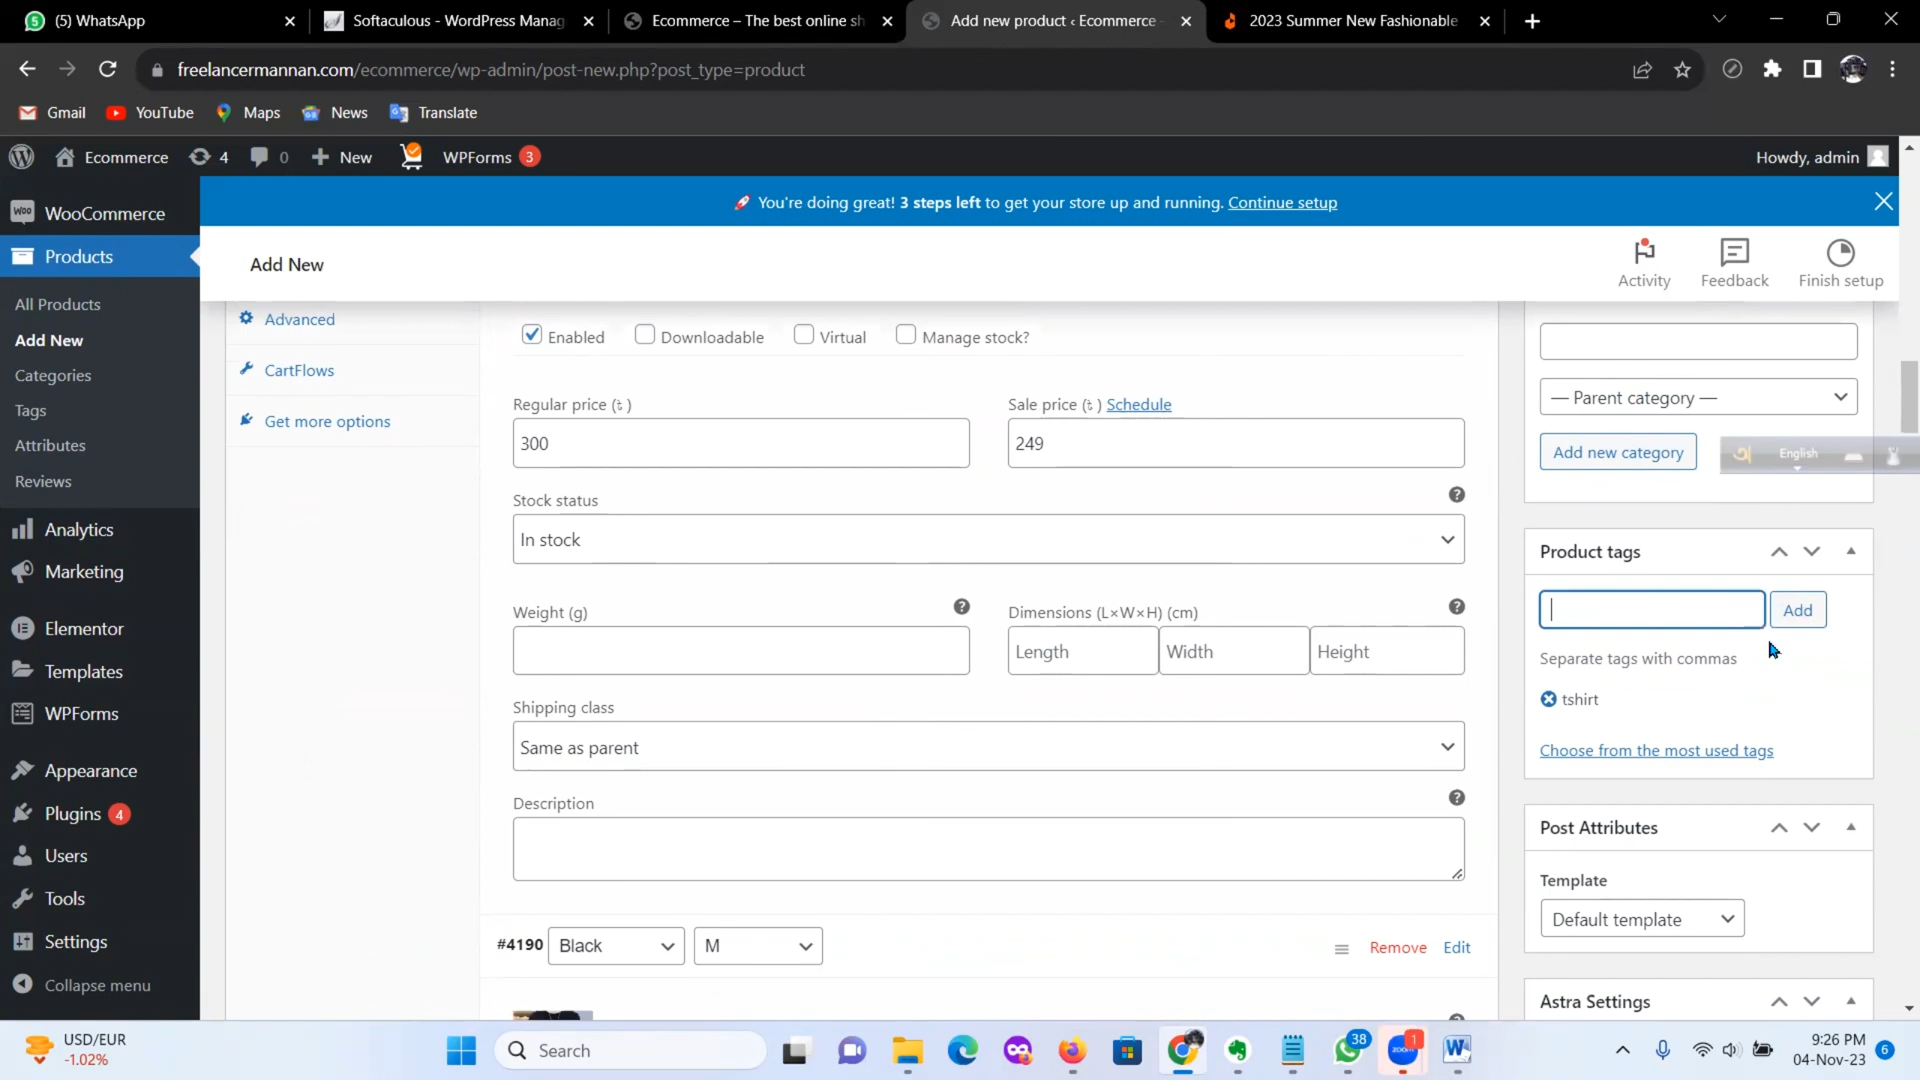 (5) WhatsApp
Softaculous - WordPress Manag
Ecommerce – The best online sh
Add new product ‹ Ecommerce -
2023 Summer New Fashionable
freelancermannan.com/ecommerce/wp-admin/post-new.php?post_type=product
Gmail
YouTube
Maps
News
Translate
Ecommerce
4
0
New
WPForms 3
Howdy, admin
🚀 You're doing great! 3 steps left to get your store up and running. Continue setup
WooCommerce
Products
All Products
Add New
Categories
Tags
Attributes
Reviews
Analytics
Marketing
Elementor
Templates
WPForms
Appearance
Plugins 4
Users
Tools
Settings
Collapse menu
Add New
Activity
Feedback
Finish setup
Advanced
CartFlows
Get more options
Enabled
Downloadable
Virtual
Manage stock?
Regular price (৳ )
Sale price (৳ ) Schedule
300
249
Stock status
In stock
Weight (g)
Dimensions (L×W×H) (cm)
Length
Width
Height
Shipping class
Same as parent
Description
#4190
Black
M
Remove
Edit
— Parent category —
Add new category
English
Product tags
Add
Separate tags with commas
tshirt
Choose from the most used tags
Post Attributes
Template
Default template
Astra Settings
USD/EUR
-1.02%
Search
38
1
zoom
9:26 PM
04-Nov-23
6